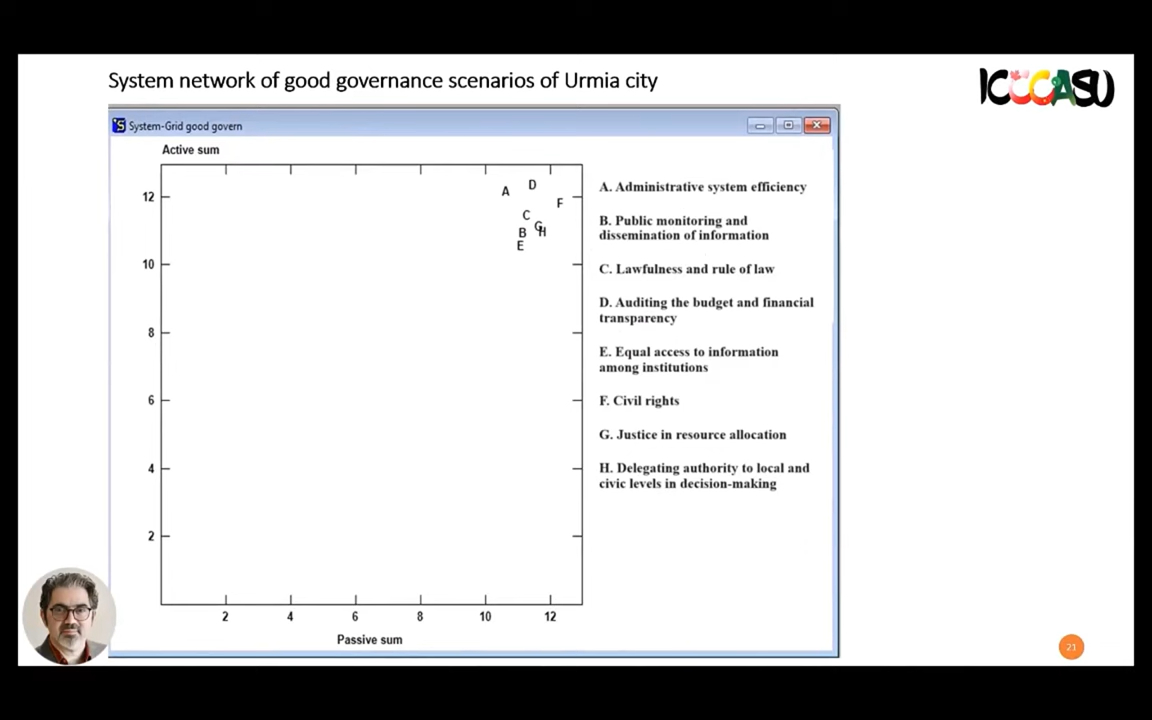 System network of good governance scenarios of Urmia city
ICCCASU
System-Grid good govern
Active sum
12
10
8
6
4
2
A
D
F
C
G
B
H
E
2 4 6 8 10 12
Passive sum
A. Administrative system efficiency
B. Public monitoring and
dissemination of information
C. Lawfulness and rule of law
D. Auditing the budget and financial
transparency
E. Equal access to information
among institutions
F. Civil rights
G. Justice in resource allocation
H. Delegating authority to local and
civic levels in decision-making
21